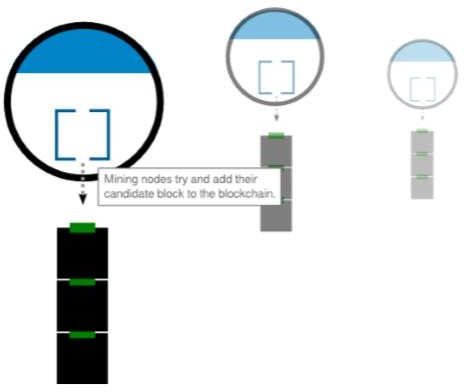 Mining nodes try and add their
candidate block to the blockchain.